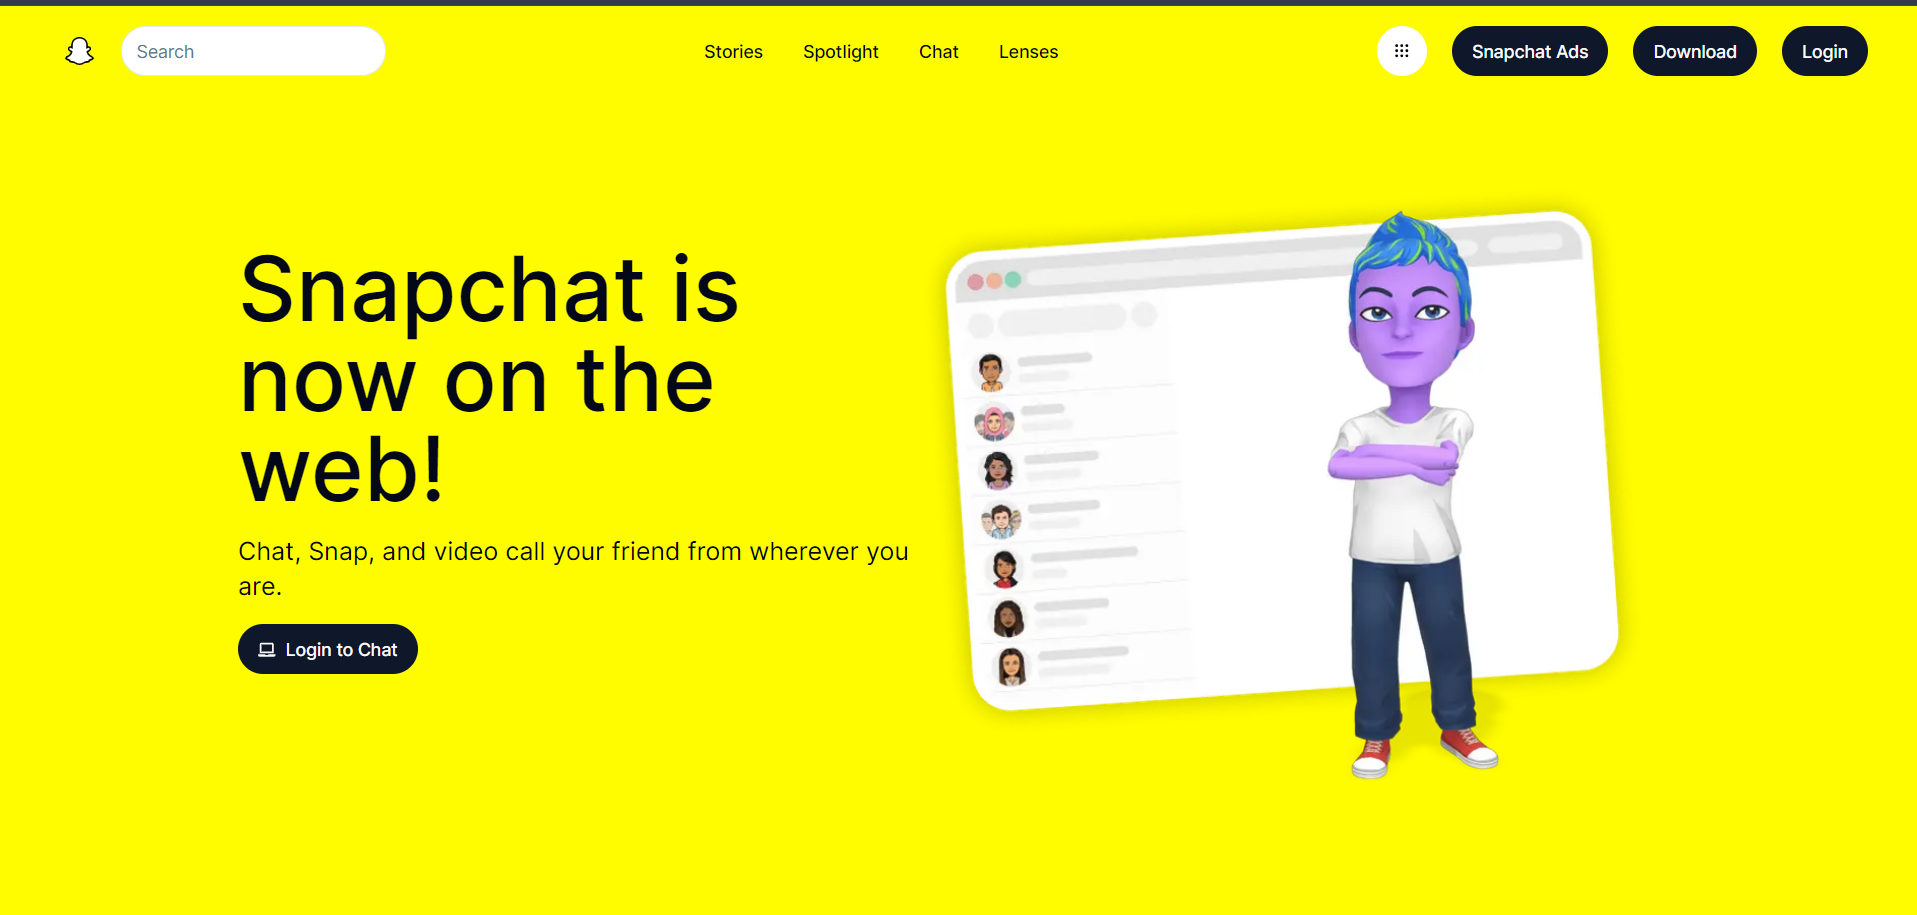 Search
Stories
Spotlight
Chat
Lenses
Snapchat Ads
Download
Login
Snapchat is
now on the
web!
Chat, Snap, and video call your friend from wherever you
are.
Login to Chat